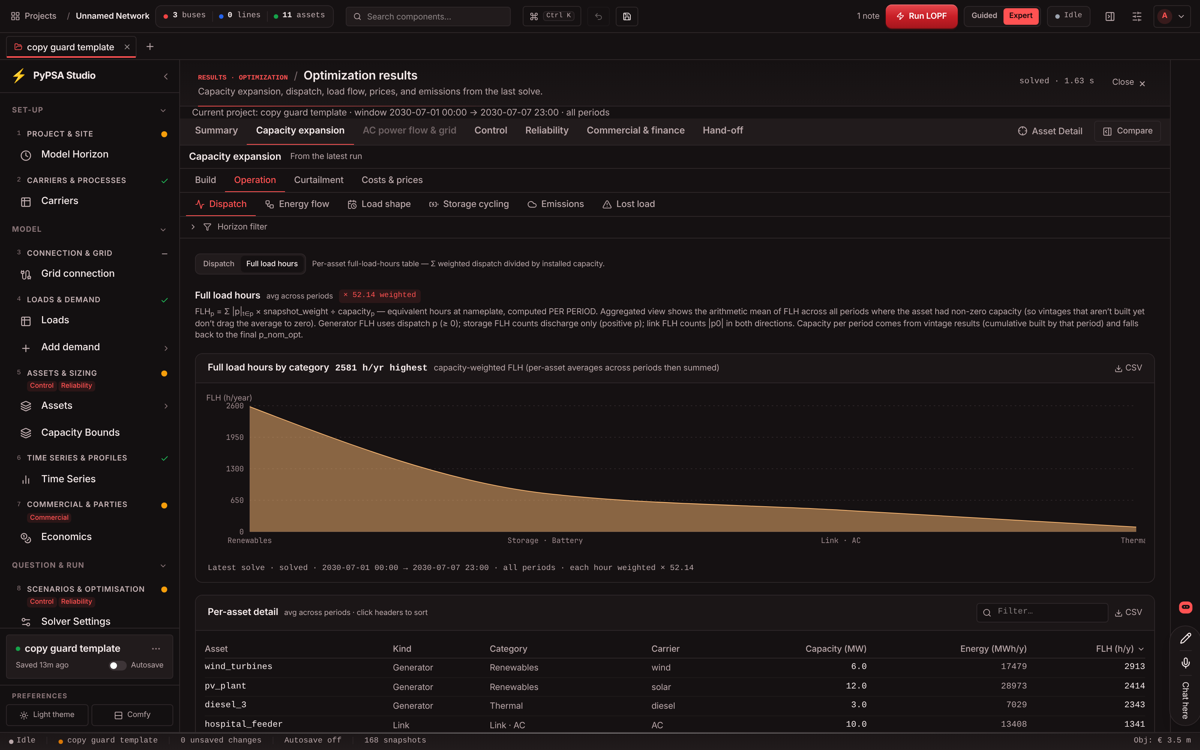 Projects / Unnamed Network 3 buses 0 lines 11 assets Search components... ⌘ Ctrl K 1 note Run LOPF Guided Expert Idle A
copy guard template × +
PyPSA Studio
SET-UP
1 PROJECT & SITE
Model Horizon
2 CARRIERS & PROCESSES
Carriers
MODEL
3 CONNECTION & GRID
Grid connection
4 LOADS & DEMAND
Loads
Add demand
5 ASSETS & SIZING
Control Reliability
Assets
Capacity Bounds
6 TIME SERIES & PROFILES
Time Series
7 COMMERCIAL & PARTIES
Commercial
Economics
QUESTION & RUN
8 SCENARIOS & OPTIMISATION
Control Reliability
Solver Settings
copy guard template ...
Saved 13m ago Autosave
PREFERENCES
Light theme Comfy
RESULTS · OPTIMIZATION / Optimization results
Capacity expansion, dispatch, load flow, prices, and emissions from the last solve.
solved · 1.63 s Close ×
Current project: copy guard template · window 2030-07-01 00:00 → 2030-07-07 23:00 · all periods
Summary Capacity expansion AC power flow & grid Control Reliability Commercial & finance Hand-off Asset Detail Compare
Capacity expansion From the latest run
Build Operation Curtailment Costs & prices
Dispatch Energy flow Load shape Storage cycling Emissions Lost load
Horizon filter
Dispatch Full load hours Per-asset full-load-hours table — Σ weighted dispatch divided by installed capacity.
Full load hours avg across periods × 52.14 weighted
FLHₚ = Σ |p|t∈p × snapshot_weight ÷ capacityₚ — equivalent hours at nameplate, computed PER PERIOD. Aggregated view shows the arithmetic mean of FLH across all periods where the asset had non-zero capacity (so vintages that aren't built yet
don't drag the average to zero). Generator FLH uses dispatch p (≥ 0); storage FLH counts discharge only (positive p); link FLH counts |p0| in both directions. Capacity per period comes from vintage results (cumulative built by that period) and falls
back to the final p_nom_opt.
Full load hours by category 2581 h/yr highest capacity-weighted FLH (per-asset averages across periods then summed) CSV
FLH (h/year)
2600
1950
1300
650
0
Renewables Storage · Battery Link · AC Therma
Latest solve · solved · 2030-07-01 00:00 → 2030-07-07 23:00 · all periods · each hour weighted × 52.14
Per-asset detail avg across periods · click headers to sort Filter... CSV
Asset Kind Category Carrier Capacity (MW) Energy (MWh/y) FLH (h/y)
wind_turbines Generator Renewables wind 6.0 17479 2913
pv_plant Generator Renewables solar 12.0 28973 2414
diesel_3 Generator Thermal diesel 3.0 7029 2343
hospital_feeder Link Link · AC AC 10.0 13408 1341
Chat here
Idle copy guard template 0 unsaved changes Autosave off 168 snapshots Obj: € 3.5 m